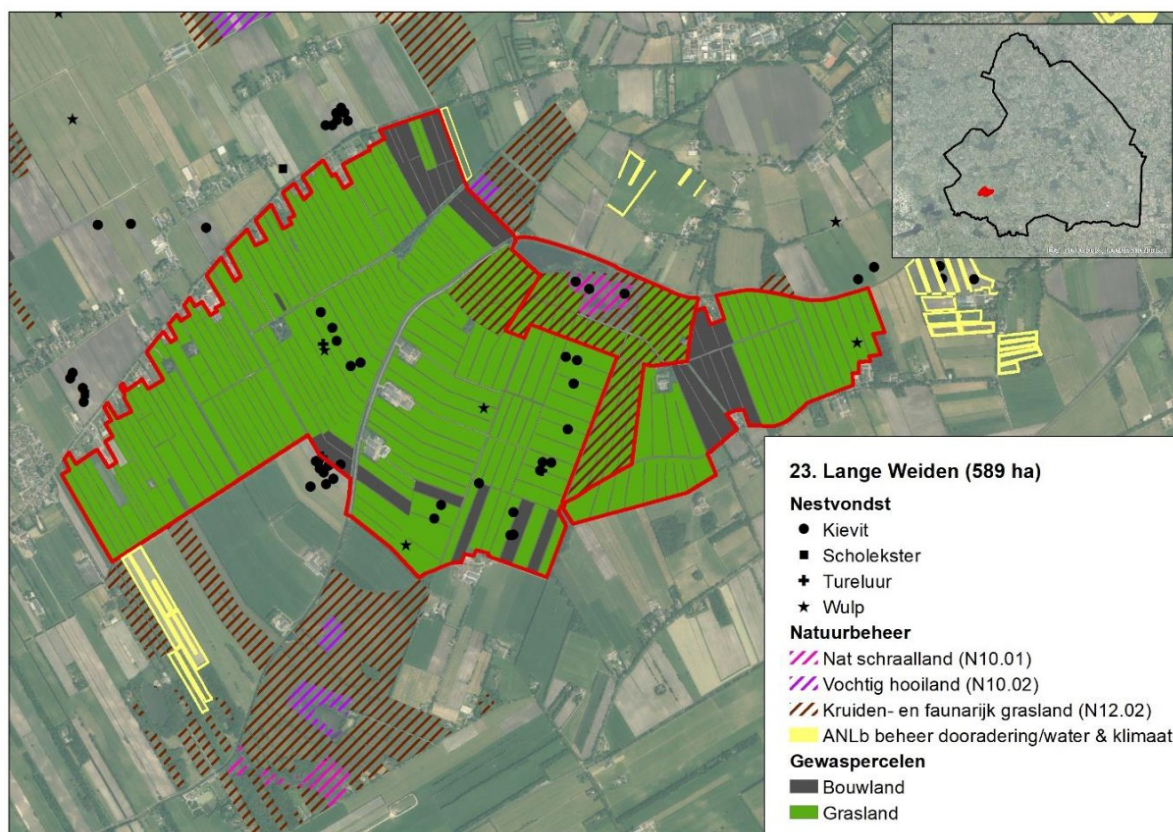 23. Lange Weiden (589 ha)
Nestvondst
Kievit
Scholekster
Tureluur
Wulp
Natuurbeheer
Nat schraalland (N10.01)
Vochtig hooiland (N10.02)
Kruiden- en faunarijk grasland (N12.02)
ANLb beheer dooradering/water & klimaat
Gewaspercelen
Bouwland
Grasland